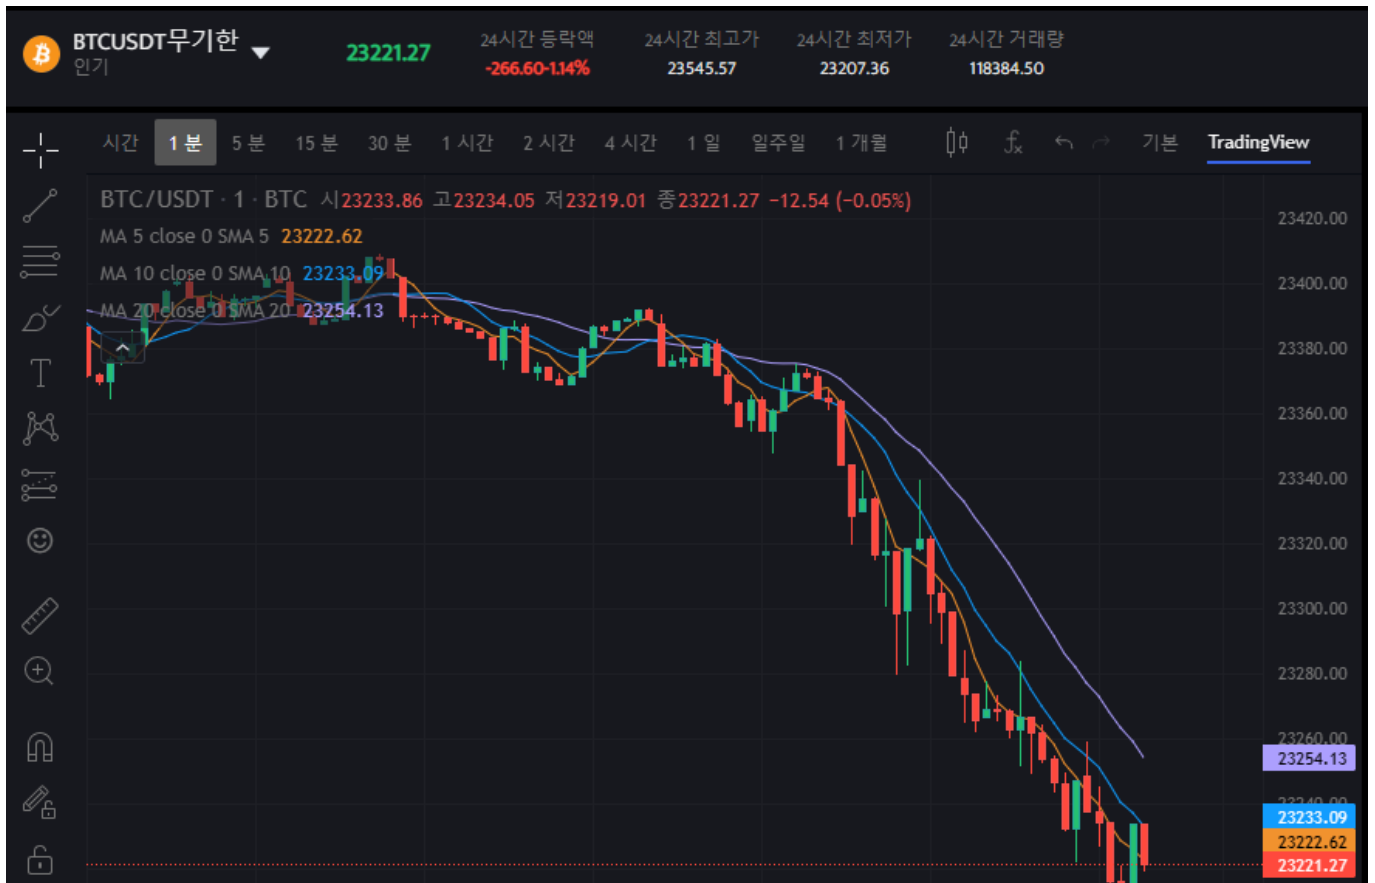 BTCUSDT무기한
인기
23221.27
24시간 등락액
-266.60-1.14%
24시간 최고가
23545.57
24시간 최저가
23207.36
24시간 거래량
118384.50
시간 1 분 5 분 15 분 30 분 1 시간 2 시간 4 시간 1 일 일주일 1 개월 기본 TradingView
BTC/USDT · 1 · BTC 시23233.86 고23234.05 저23219.01 종23221.27 −12.54 (−0.05%)
MA 5 close 0 SMA 5 23222.62
MA 10 close 0 SMA 10 23233.09
MA 20 close 0 SMA 20 23254.13
23420.00
23400.00
23380.00
23360.00
23340.00
23320.00
23300.00
23280.00
23260.00
23254.13
23240.00
23233.09
23222.62
23221.27